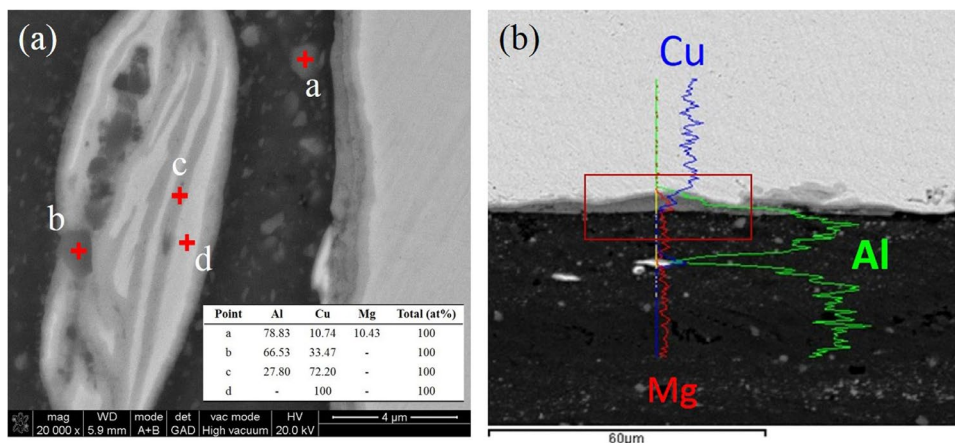 (a)
a
c
b
d
Point Al Cu Mg Total (at%)
a 78.83 10.74 10.43 100
b 66.53 33.47 - 100
c 27.80 72.20 - 100
d - 100 - 100
mag WD mode det vac mode HV
20 000 x 5.9 mm A+B GAD High vacuum 20.0 kV
4 µm
(b)
Cu
Al
Mg
60µm